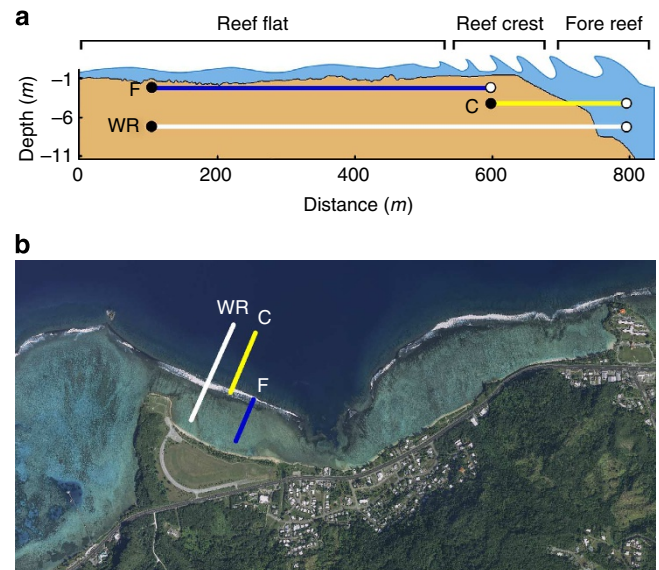 a
Reef flat Reef crest Fore reef
Depth (m)
–1
–6
–11
F
C
WR
0 200 400 600 800
Distance (m)
b
WR
C
F